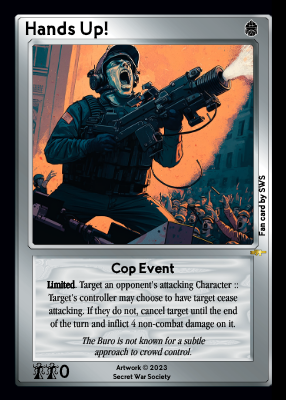 Hands Up!
Fan card by SWS
Cop Event
Limited. Target an opponent's attacking Character ::
Target's controller may choose to have target cease
attacking. If they do not, cancel target until the end
of the turn and inflict 4 non-combat damage on it.
The Buro is not known for a subtle
approach to crowd control.
Artwork © 2023
Secret War Society
0